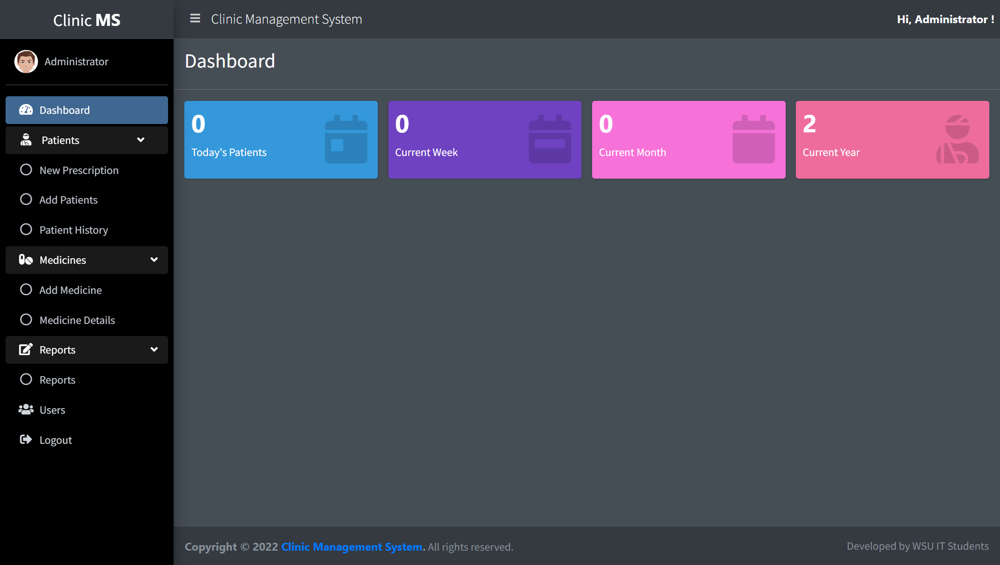 Clinic MS
Clinic Management System
Hi, Administrator !
Administrator
Dashboard
Patients
New Prescription
Add Patients
Patient History
Medicines
Add Medicine
Medicine Details
Reports
Reports
Users
Logout
Dashboard
0
Today's Patients
0
Current Week
0
Current Month
2
Current Year
Copyright © 2022 Clinic Management System. All rights reserved.
Developed by WSU IT Students